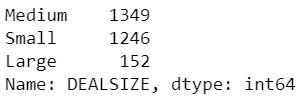 Medium    1349
Small     1246
Large      152
Name: DEALSIZE, dtype: int64